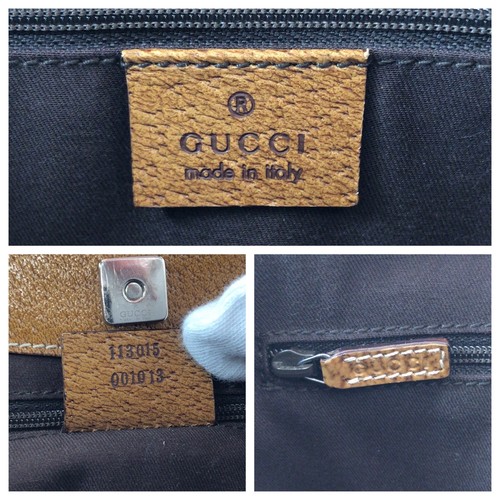 ®
GUCCI
made in italy
113015
001013
GUCCI